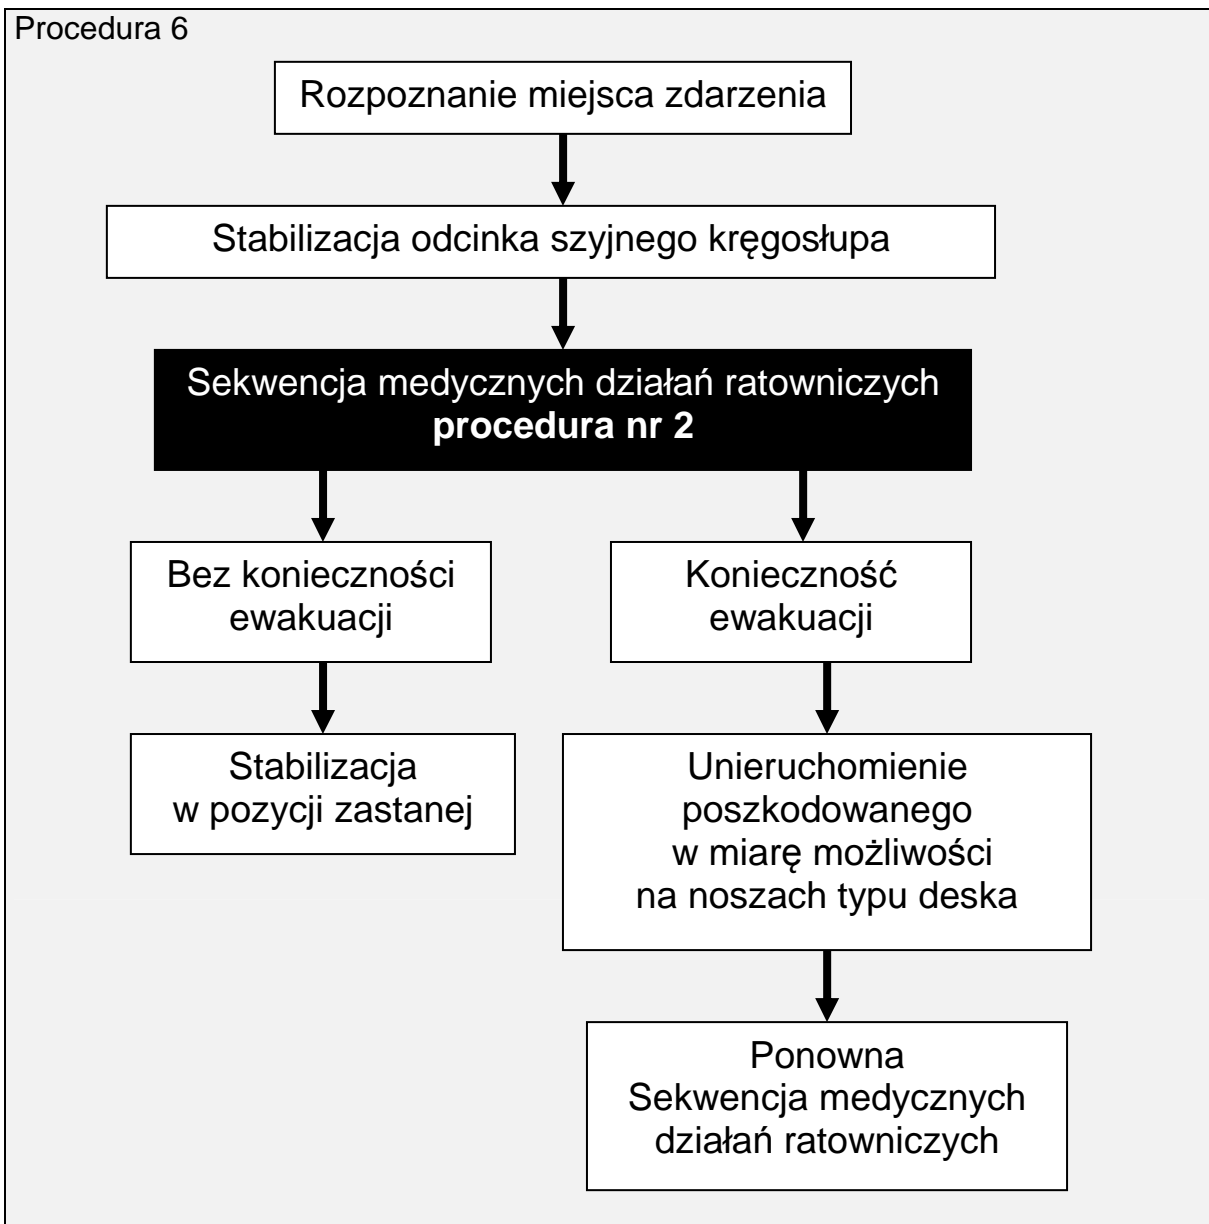 Procedura 6
Rozpoznanie miejsca zdarzenia
Stabilizacja odcinka szyjnego kręgosłupa
Sekwencja medycznych działań ratowniczych
procedura nr 2
Bez konieczności
ewakuacji
Konieczność
ewakuacji
Stabilizacja
w pozycji zastanej
Unieruchomienie
poszkodowanego
w miarę możliwości
na noszach typu deska
Ponowna
Sekwencja medycznych
działań ratowniczych